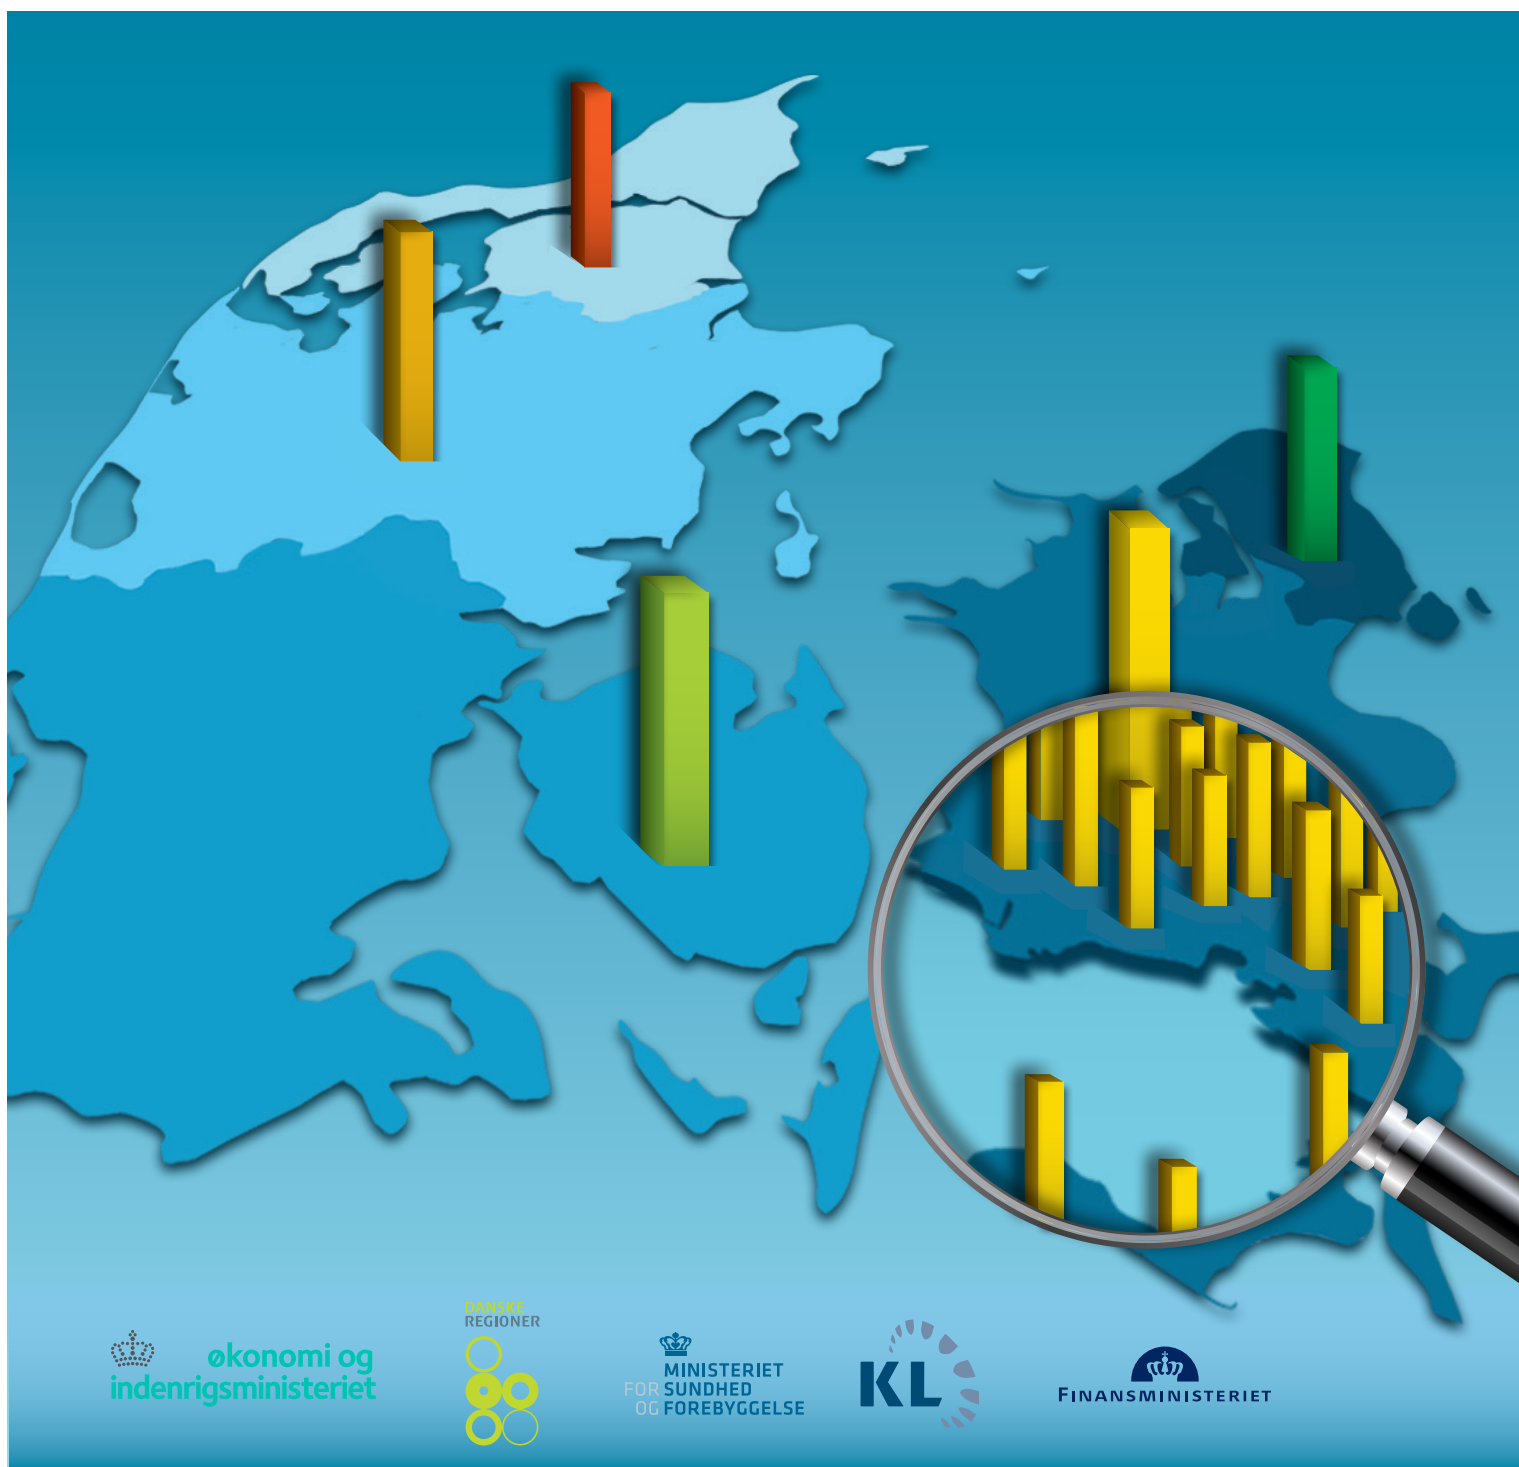 økonomi og
indenrigsministeriet
DANSKE
REGIONER
MINISTERIET
FOR SUNDHED
OG FOREBYGGELSE
KL
FINANSMINISTERIET